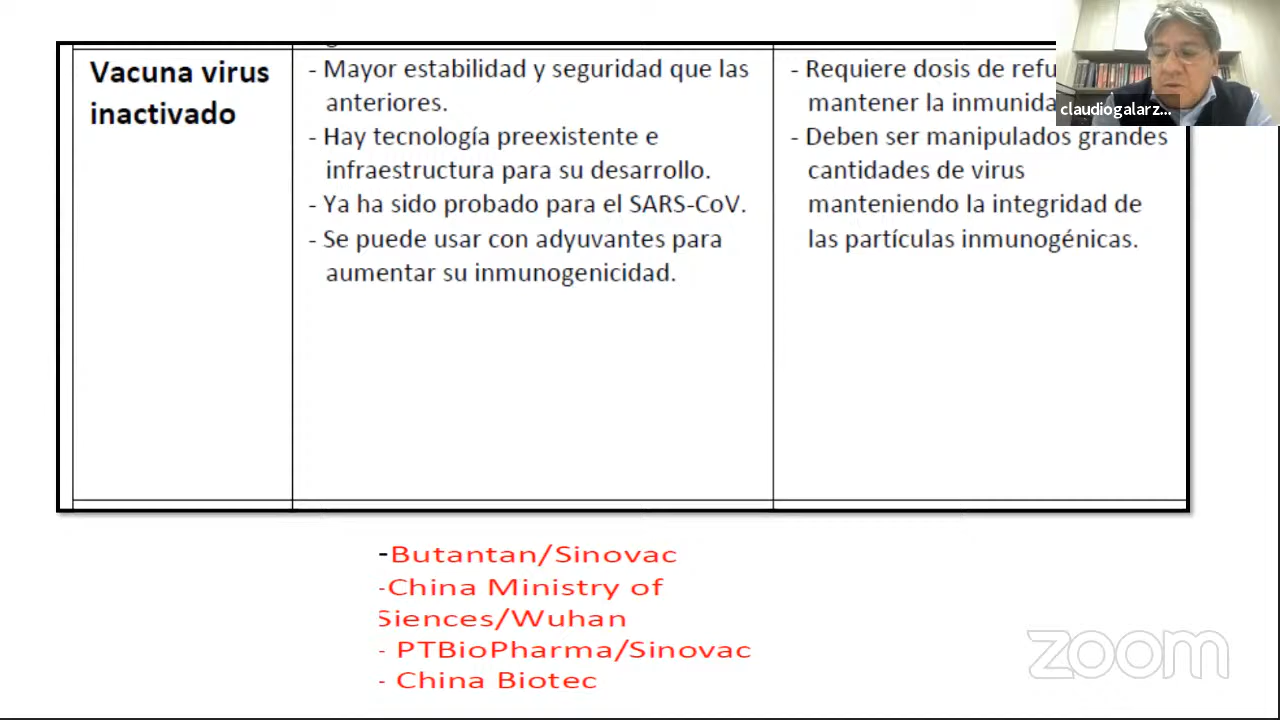 Vacuna virus
inactivado
- Mayor estabilidad y seguridad que las
anteriores.
- Hay tecnología preexistente e
infraestructura para su desarrollo.
- Ya ha sido probado para el SARS-CoV.
- Se puede usar con adyuvantes para
aumentar su inmunogenicidad.
- Requiere dosis de
mantener la
- Deben ser manipulados grandes
cantidades de virus
manteniendo la integridad de
las partículas inmunogénicas.
claudiogalarz...
-Butantan/Sinovac
-China Ministry of
Siences/Wuhan
- PTBioPharma/Sinovac
- China Biotec
zoom